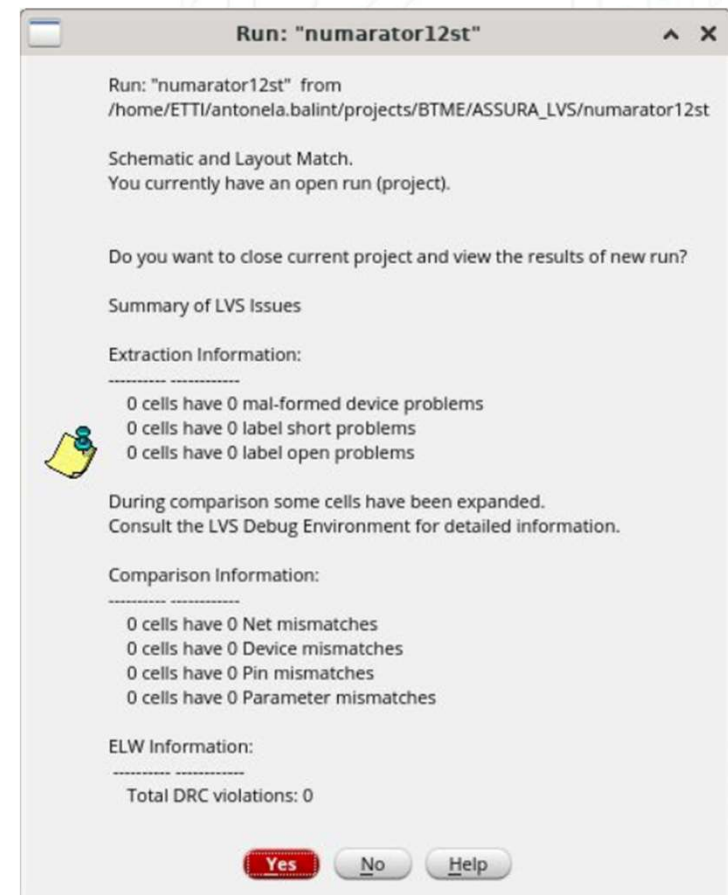 Run: "numarator12st"
Run: "numarator12st" from
/home/ETTI/antonela.balint/projects/BTME/ASSURA_LVS/numarator12st
Schematic and Layout Match.
You currently have an open run (project).
Do you want to close current project and view the results of new run?
Summary of LVS Issues
Extraction Information:
---------- ------------
0 cells have 0 mal-formed device problems
0 cells have 0 label short problems
0 cells have 0 label open problems
During comparison some cells have been expanded.
Consult the LVS Debug Environment for detailed information.
Comparison Information:
---------- ------------
0 cells have 0 Net mismatches
0 cells have 0 Device mismatches
0 cells have 0 Pin mismatches
0 cells have 0 Parameter mismatches
ELW Information:
---------- ------------
Total DRC violations: 0
Yes No Help